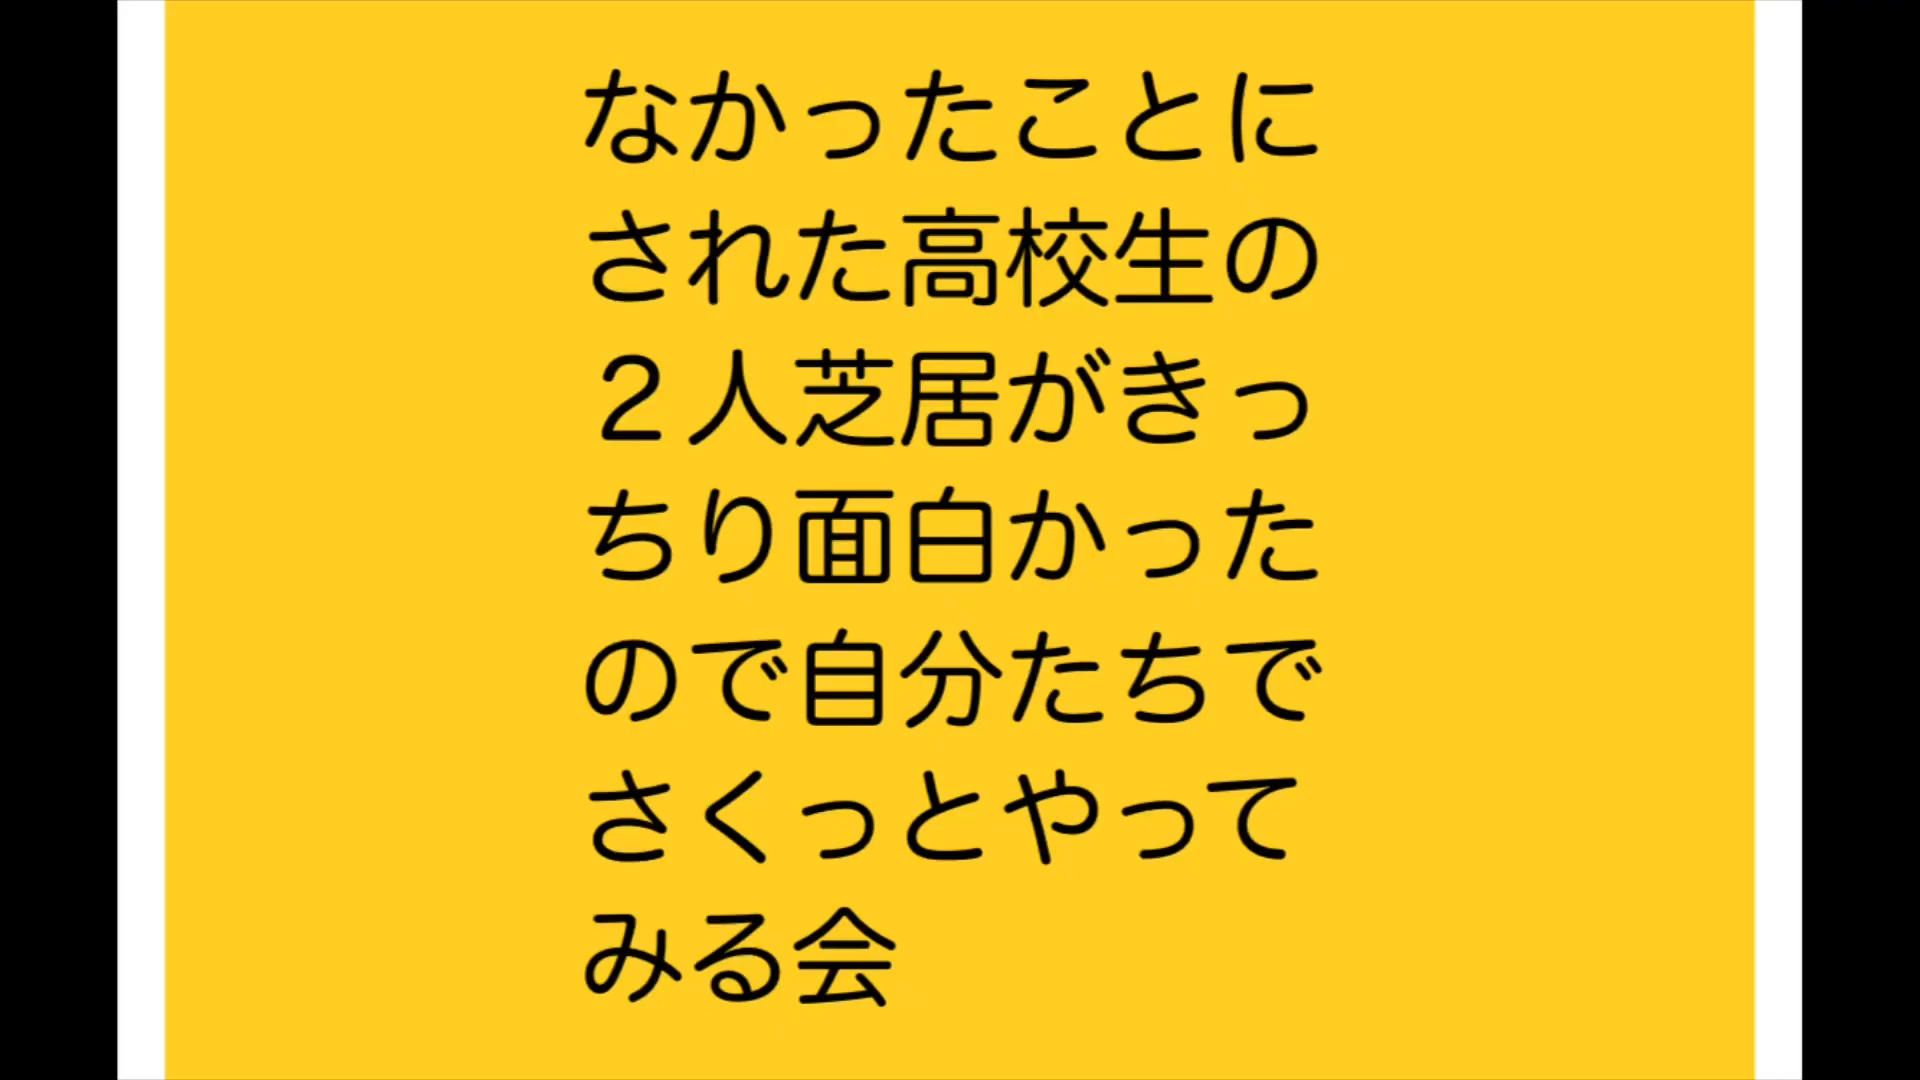 なかったことに
された高校生の
２人芝居がきっ
ちり面白かった
ので自分たちで
さくっとやって
みる会